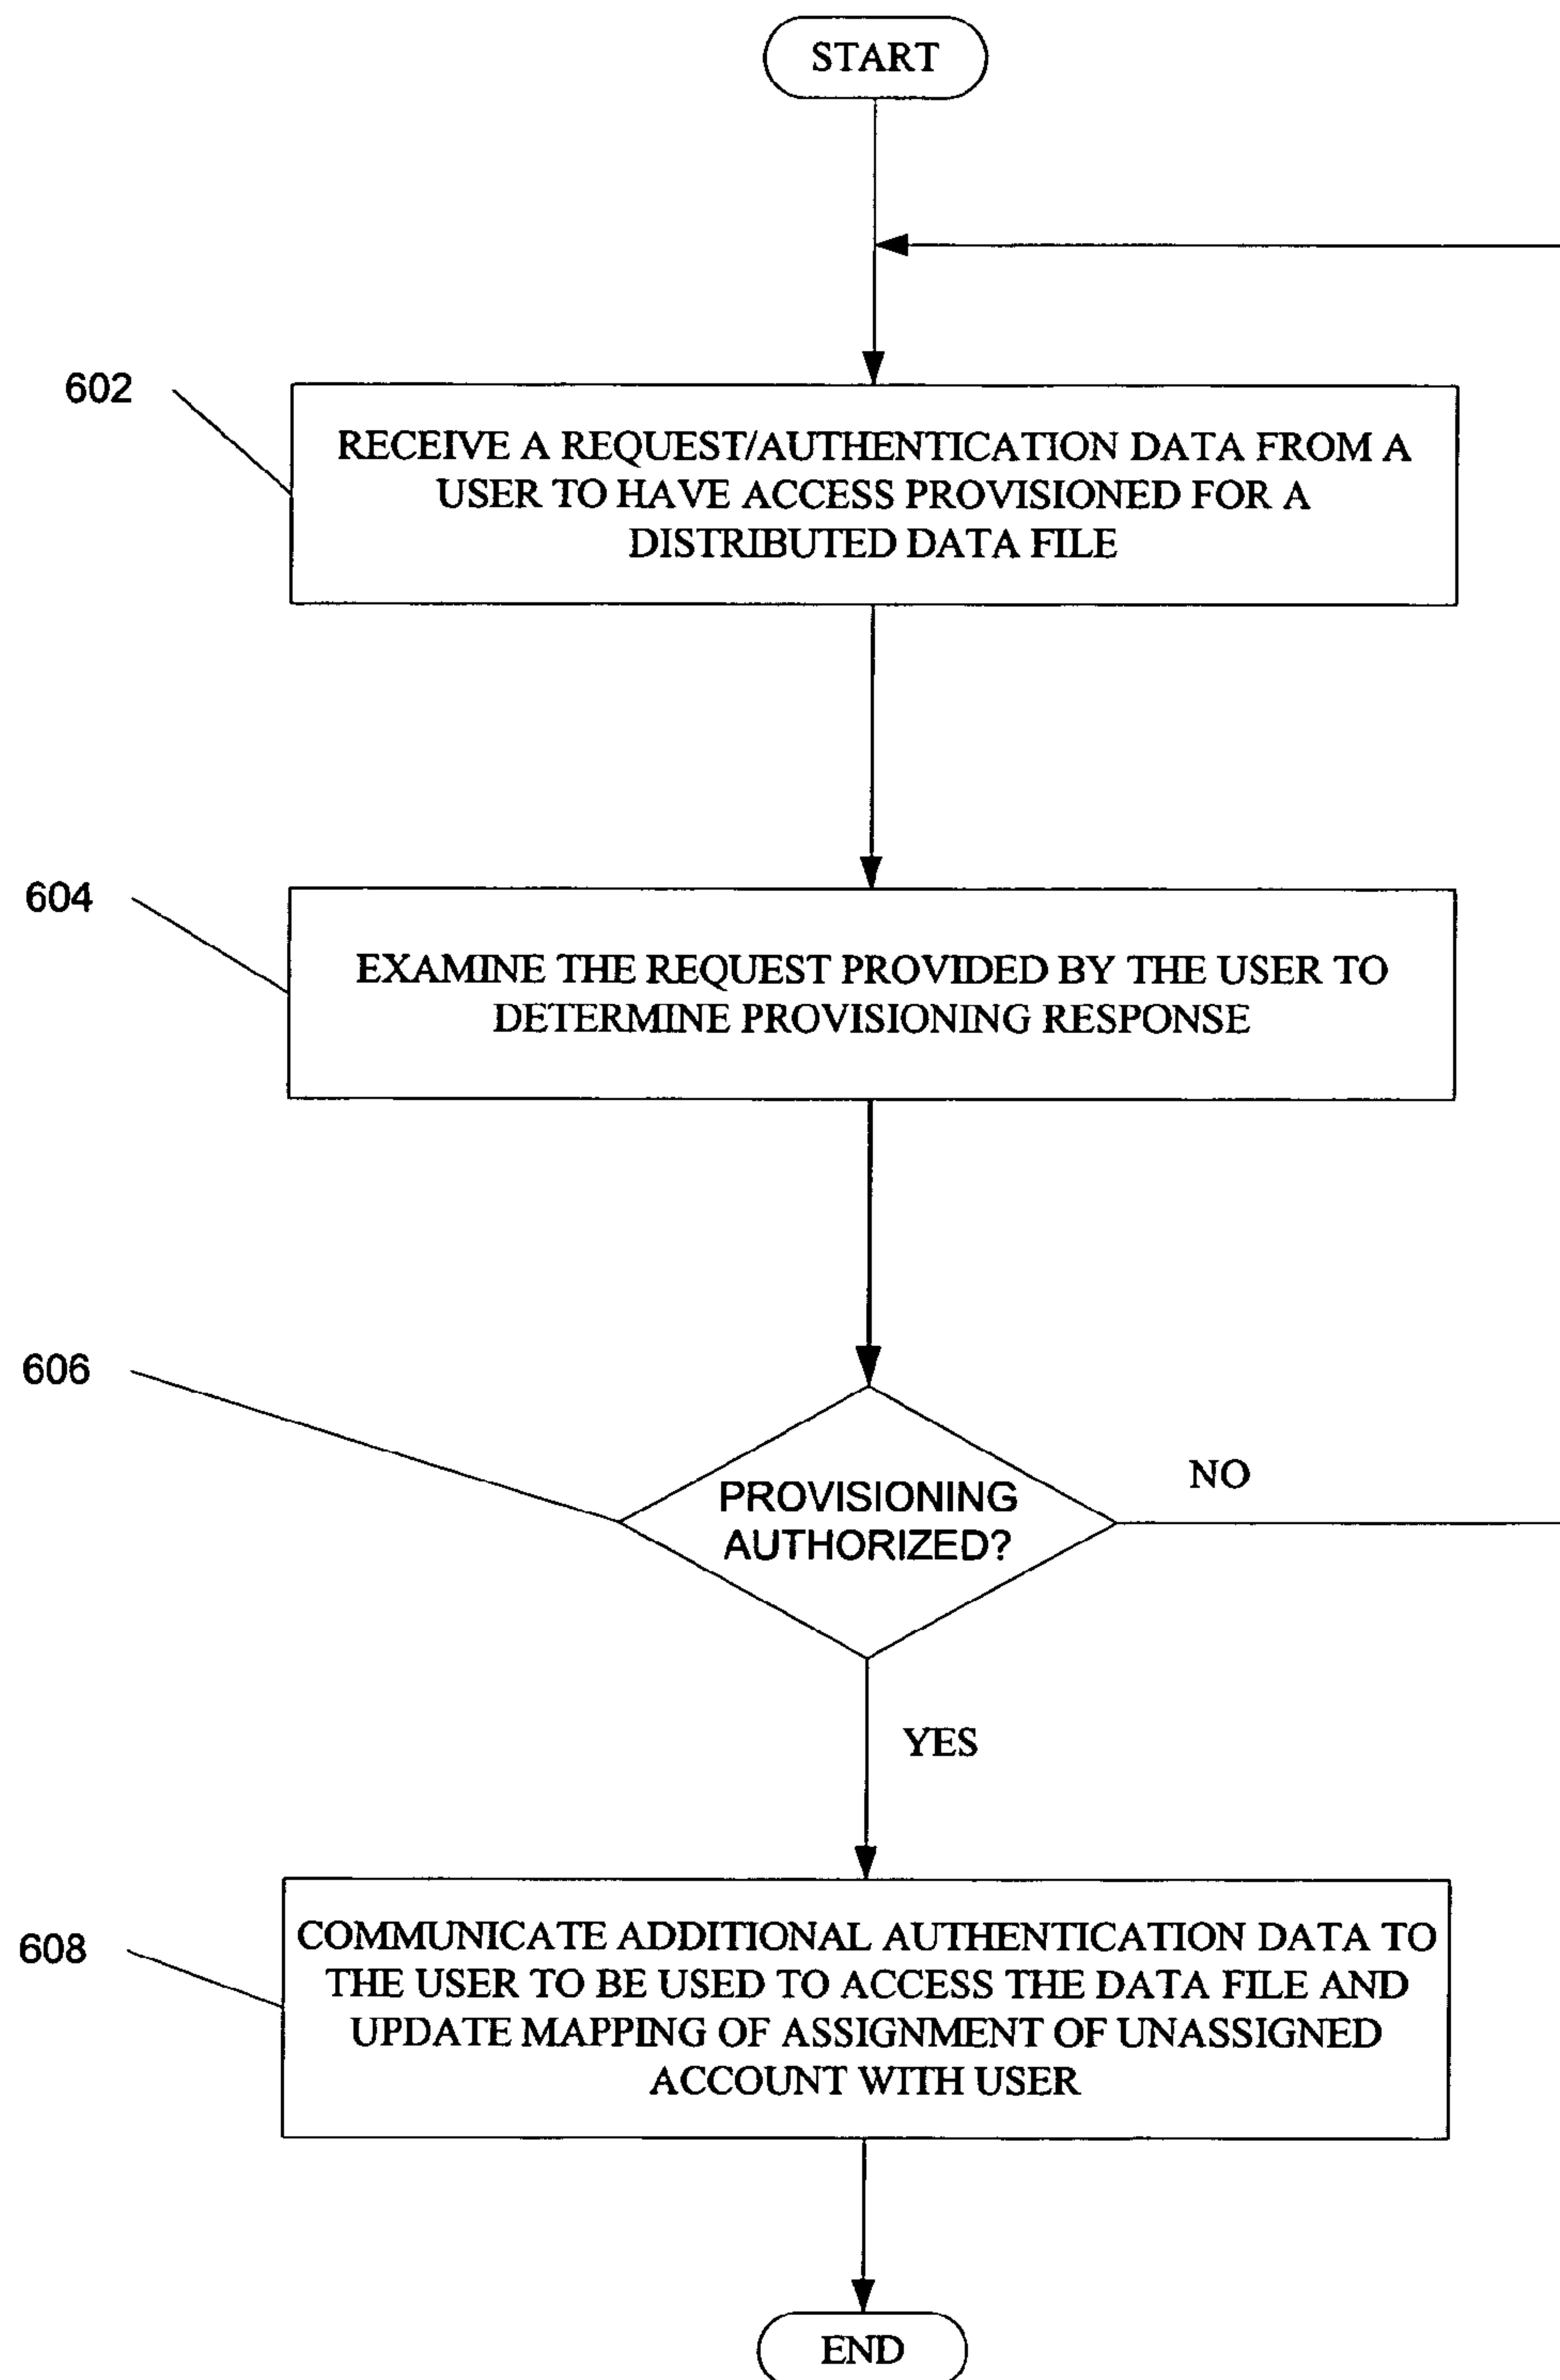 START
602
RECEIVE A REQUEST/AUTHENTICATION DATA FROM A
USER TO HAVE ACCESS PROVISIONED FOR A
DISTRIBUTED DATA FILE
604
EXAMINE THE REQUEST PROVIDED BY THE USER TO
DETERMINE PROVISIONING RESPONSE
606
PROVISIONING
AUTHORIZED?
NO
YES
608
COMMUNICATE ADDITIONAL AUTHENTICATION DATA TO
THE USER TO BE USED TO ACCESS THE DATA FILE AND
UPDATE MAPPING OF ASSIGNMENT OF UNASSIGNED
ACCOUNT WITH USER
END